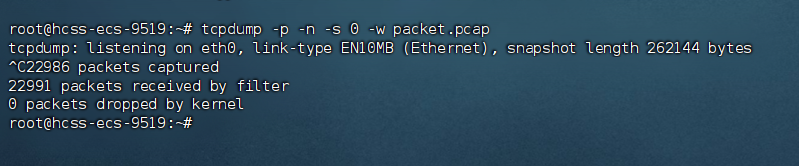 root@hcss-ecs-9519:~# tcpdump -p -n -s 0 -w packet.pcap
tcpdump: listening on eth0, link-type EN10MB (Ethernet), snapshot length 262144 bytes
^C22986 packets captured
22991 packets received by filter
0 packets dropped by kernel
root@hcss-ecs-9519:~#